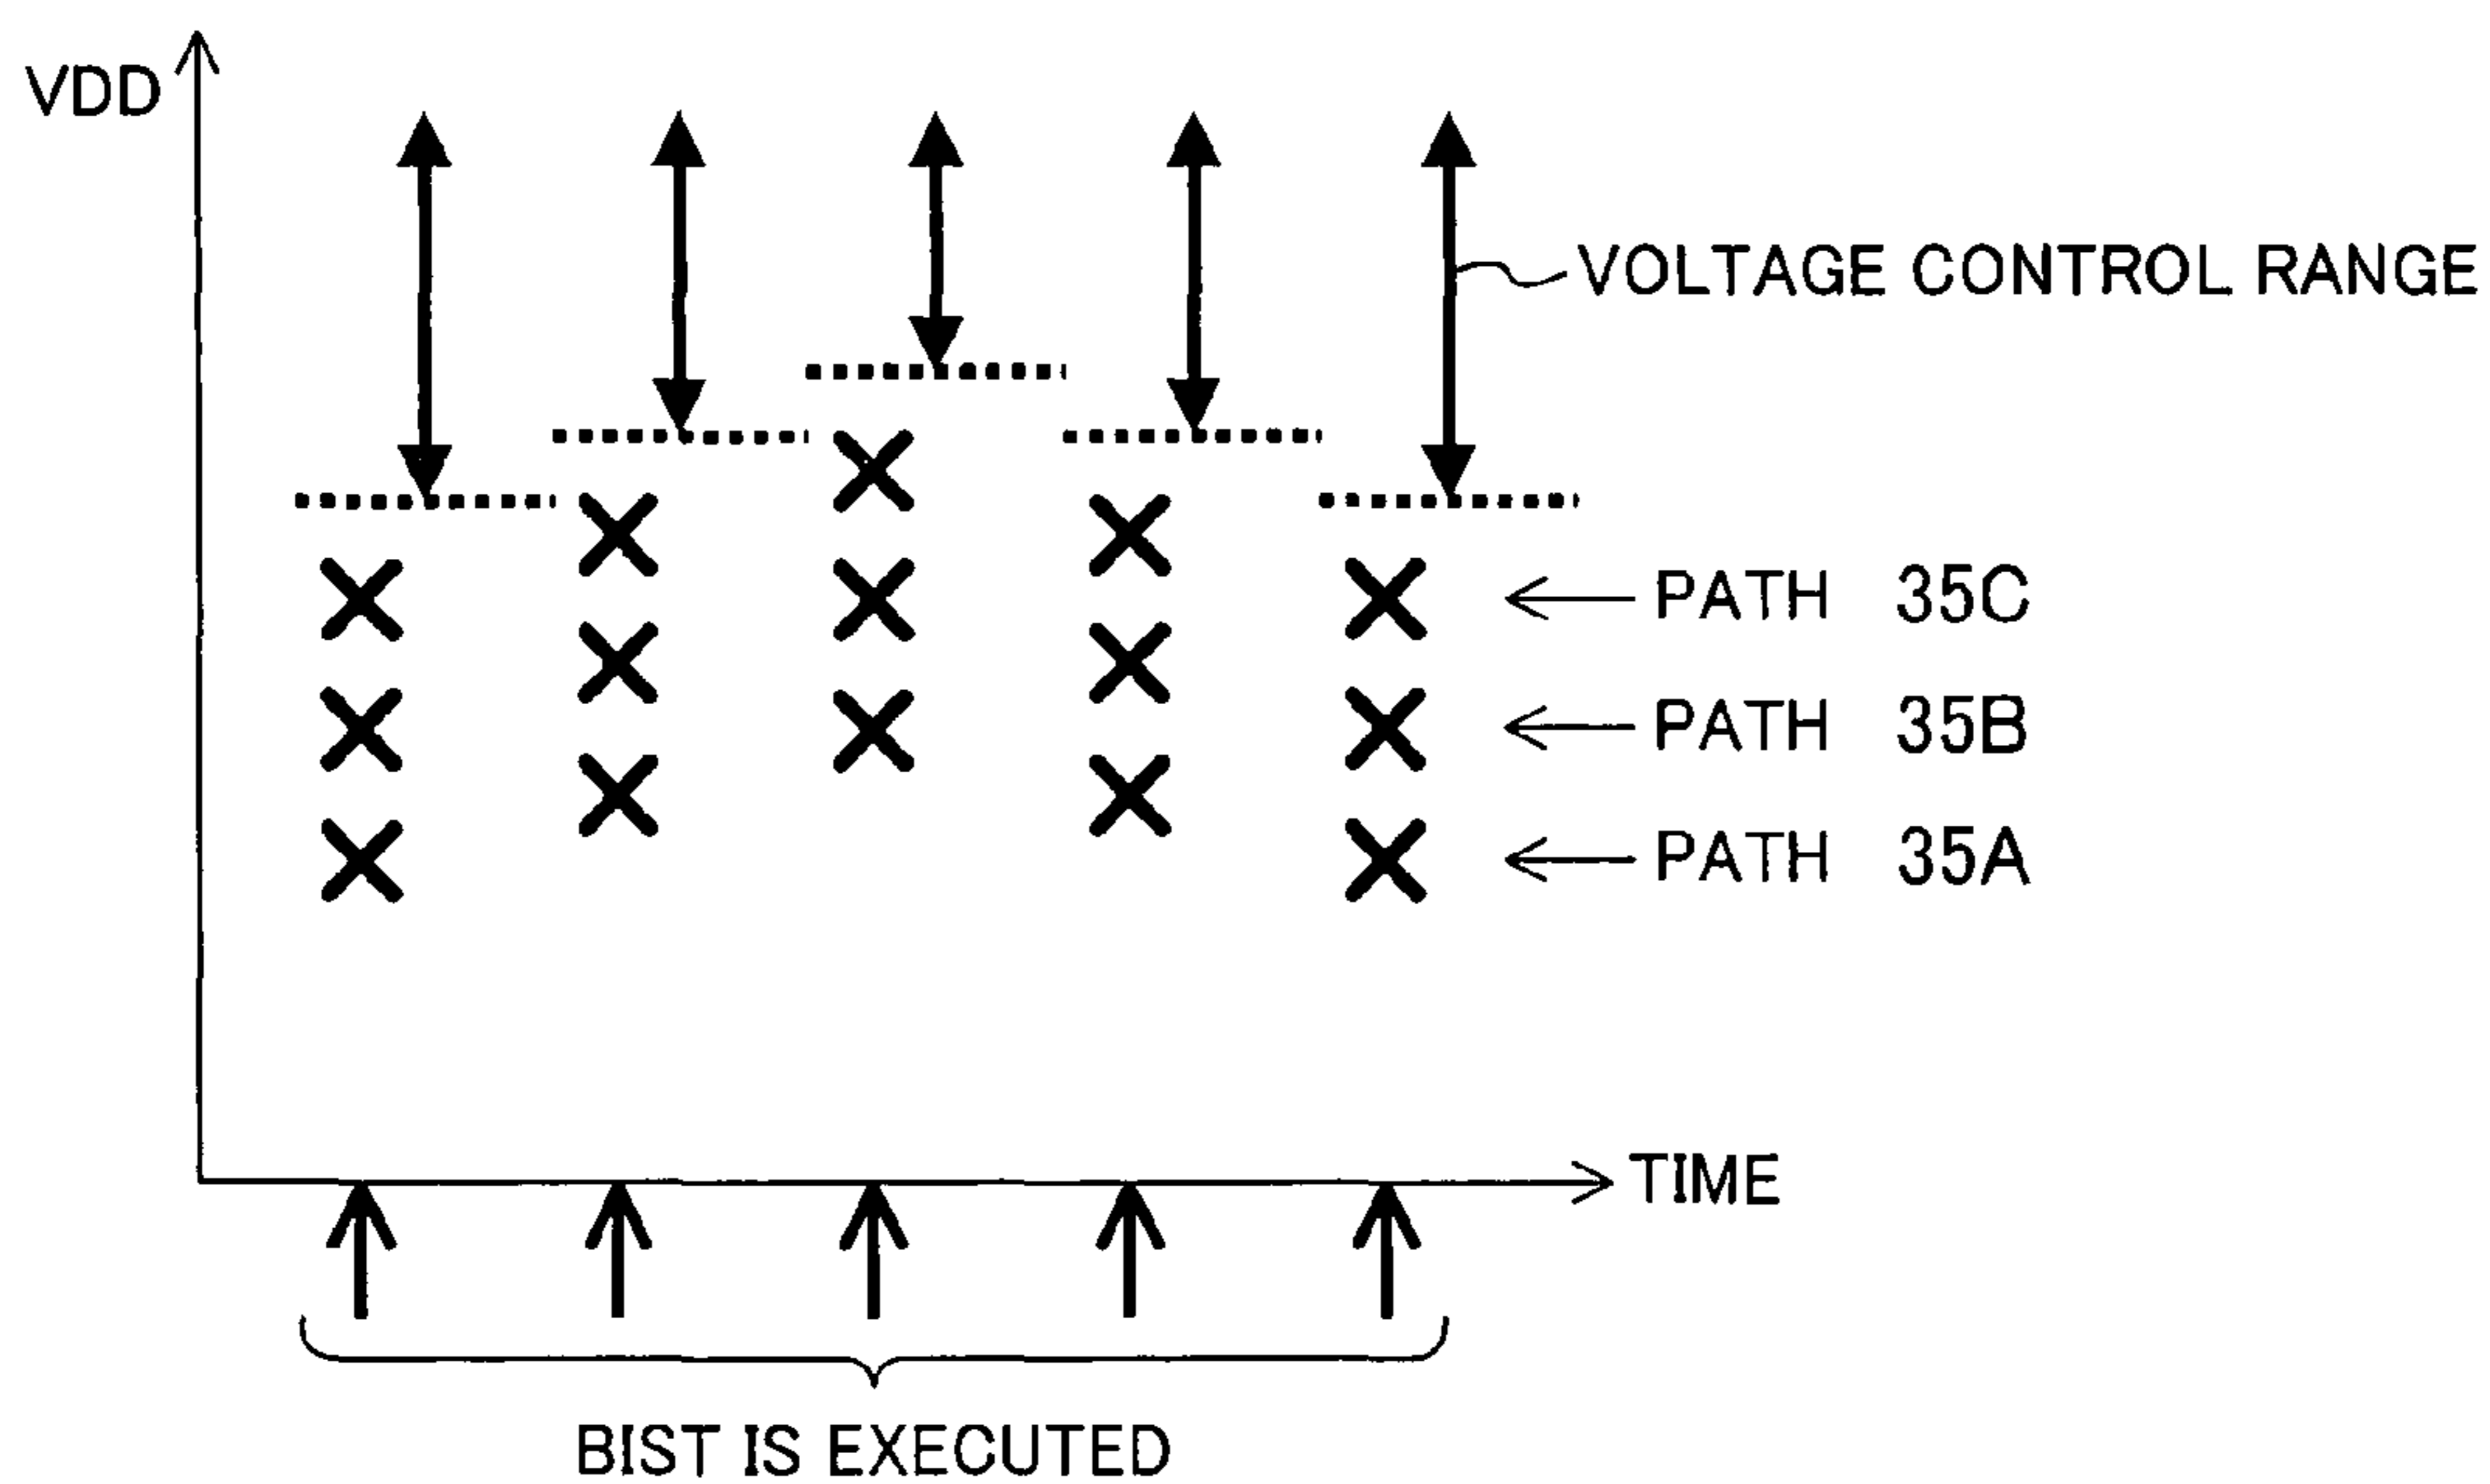 VDD
VOLTAGE CONTROL RANGE
PATH 35C
PATH 35B
PATH 35A
TIME
BIST IS EXECUTED